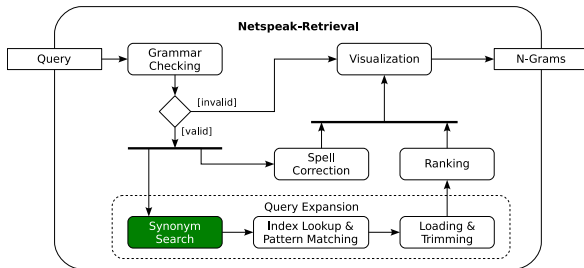 Netspeak-Retrieval
Query
Grammar
Checking
Visualization
N-Grams
[invalid]
[valid]
Spell
Correction
Ranking
Query Expansion
Synonym
Search
Index Lookup &
Pattern Matching
Loading &
Trimming